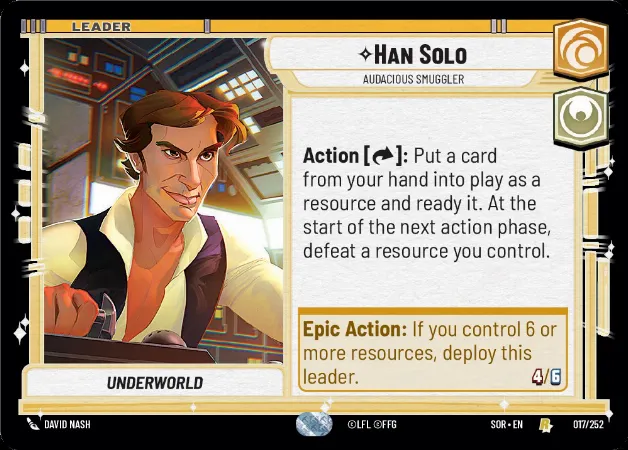 LEADER
✧HAN SOLO
AUDACIOUS SMUGGLER
Action [↷]: Put a card
from your hand into play as a
resource and ready it. At the
start of the next action phase,
defeat a resource you control.
Epic Action: If you control 6 or
more resources, deploy this
leader.
4/6
UNDERWORLD
DAVID NASH
©LFL ©FFG
SOR • EN
R
017/252